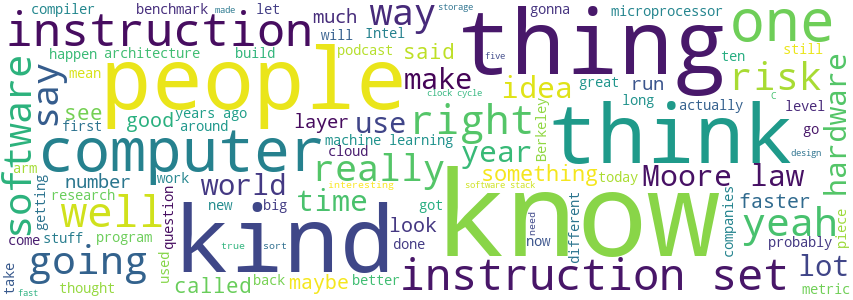 compiler
benchmark
made
let
way
gonna
microprocessor
storage
instruction
much
will
Intel
thing
one
happen
architecture
build
podcast
said
five
ten
still
software
say
mean
people
make
idea
great
run
risk
hardware
see
good
years ago
around
clock cycle
long
actually
c
level
first
layer
use
right
Berkeley
think
go
arm
computer
machine learning
cloud
year
design
getting
number
work
world
really
something
today
Moore law
faster
research
well
question
new
big
time
interesting
software stack
got
know
different
companies
yeah
piece
come
stuff
program
used
kind
look
done
need
now
probably
true
sort
take
going
called
back
maybe
better
instruction set
lot
fast
thought
metric